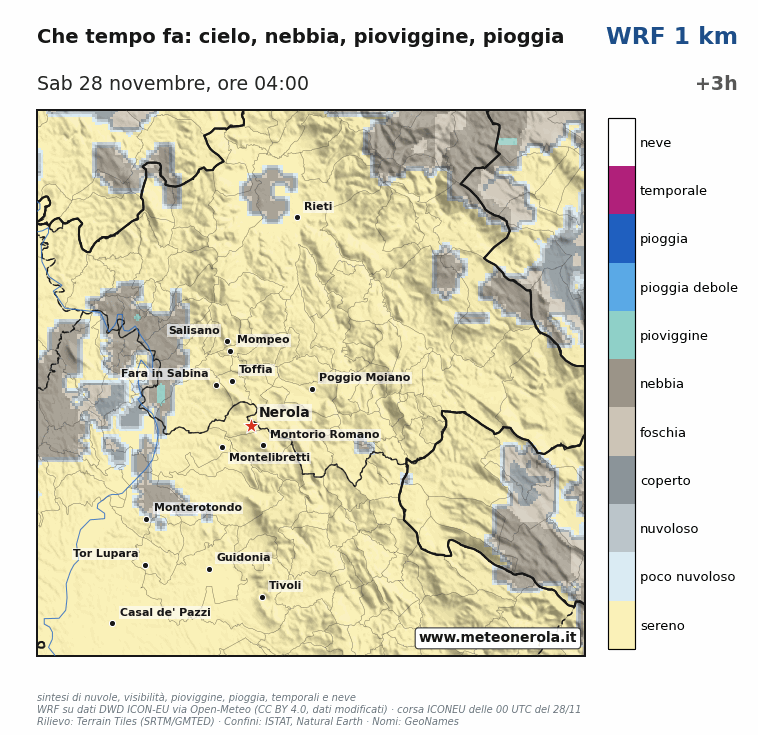 Che tempo fa: cielo, nebbia, pioviggine, pioggia
WRF 1 km
Sab 28 novembre, ore 04:00
+3h
neve
temporale
pioggia
pioggia debole
pioviggine
nebbia
foschia
coperto
nuvoloso
poco nuvoloso
sereno
Rieti
Salisano
Mompeo
Fara in Sabina
Toffia
Poggio Moiano
Nerola
Montorio Romano
Montelibretti
Monterotondo
Tor Lupara
Guidonia
Tivoli
Casal de' Pazzi
www.meteonerola.it
sintesi di nuvole, visibilità, pioviggine, pioggia, temporali e neve
WRF su dati DWD ICON-EU via Open-Meteo (CC BY 4.0, dati modificati) · corsa ICONEU delle 00 UTC del 28/11
Rilievo: Terrain Tiles (SRTM/GMTED) · Confini: ISTAT, Natural Earth · Nomi: GeoNames